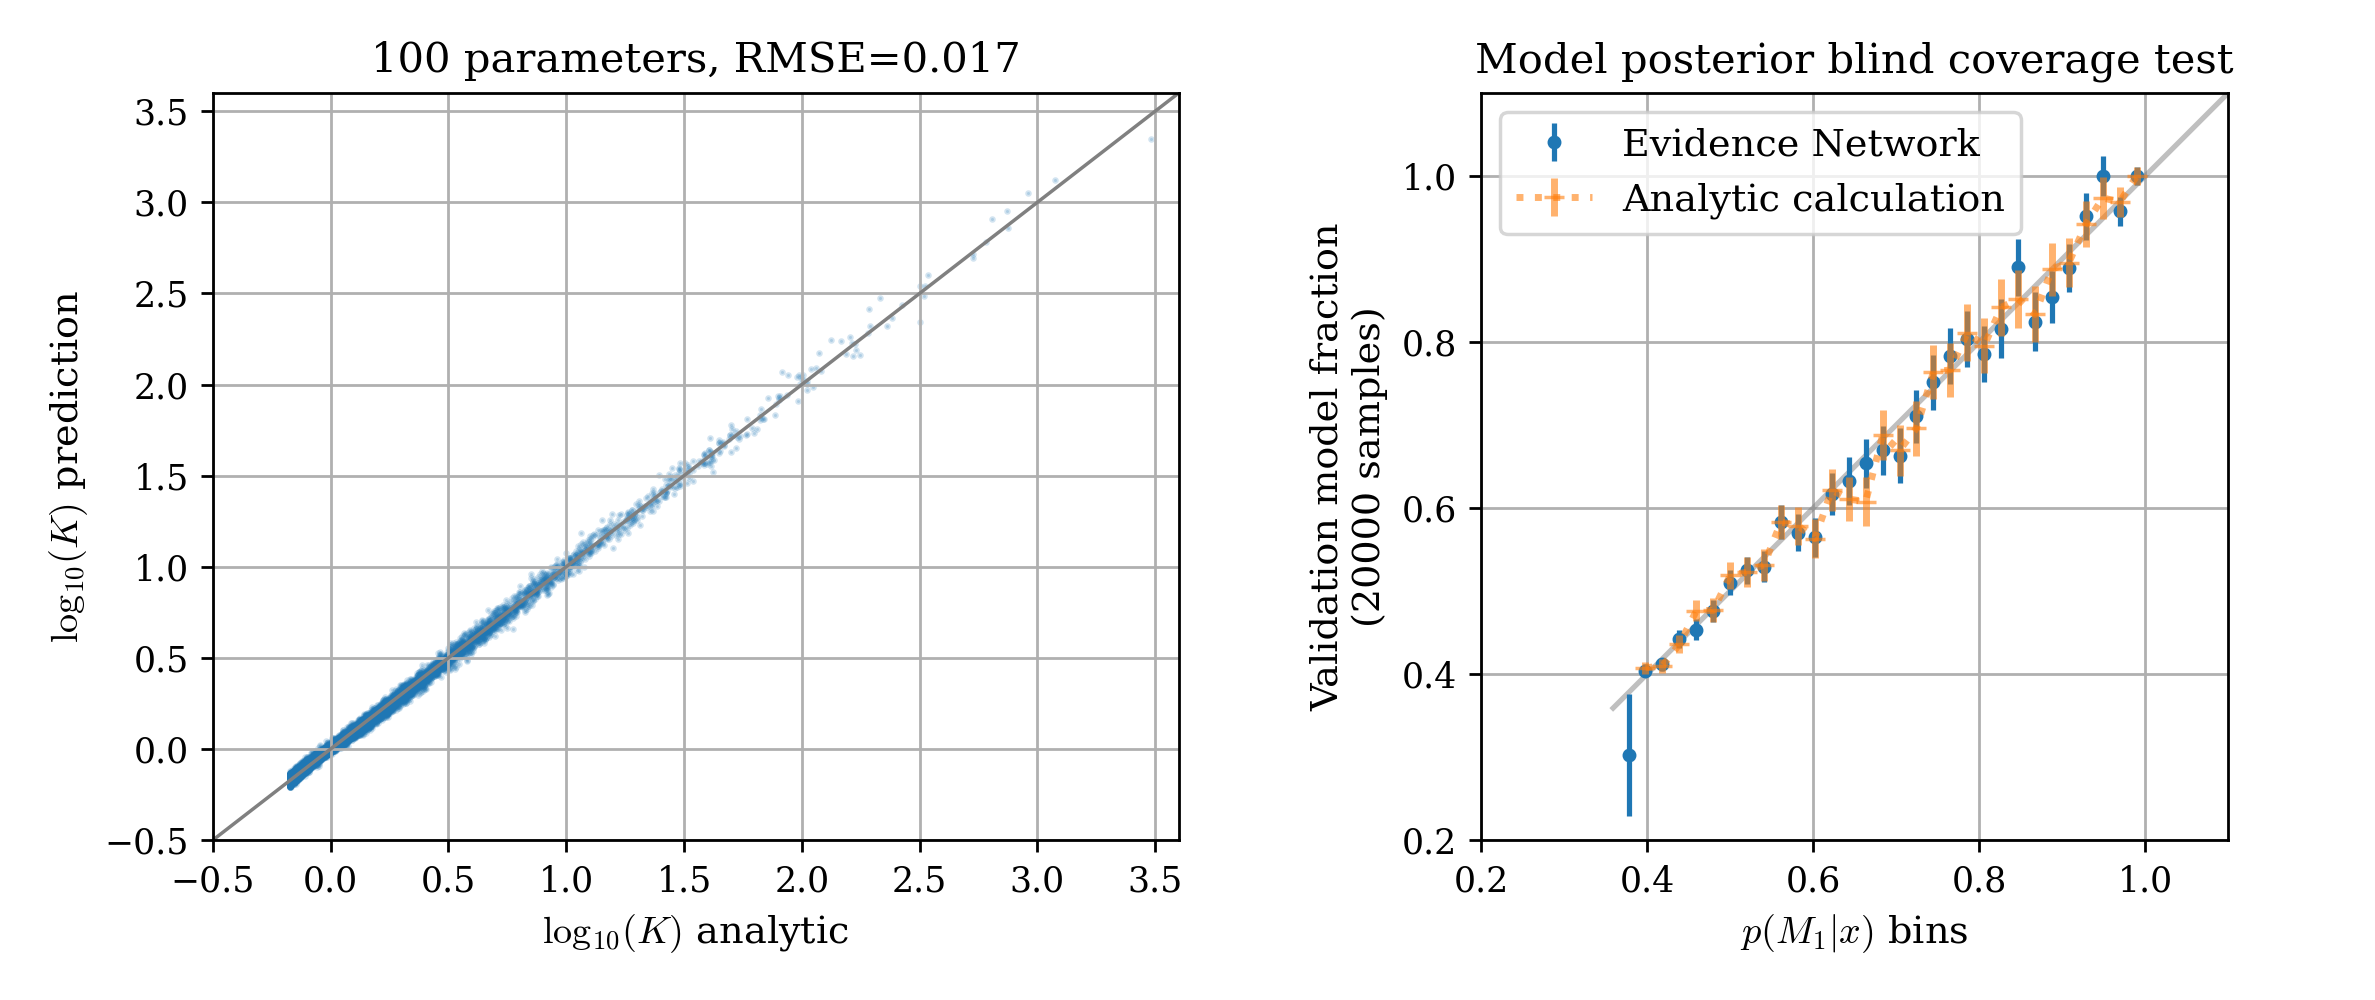 100 parameters, RMSE=0.017
3.5
3.0
2.5
2.0
1.5
1.0
0.5
0.0
−0.5
log₁₀(K) prediction
−0.5 0.0 0.5 1.0 1.5 2.0 2.5 3.0 3.5
log₁₀(K) analytic
Model posterior blind coverage test
Evidence Network
Analytic calculation
1.0
0.8
0.6
0.4
0.2
Validation model fraction
(20000 samples)
0.2 0.4 0.6 0.8 1.0
p(M₁|x) bins